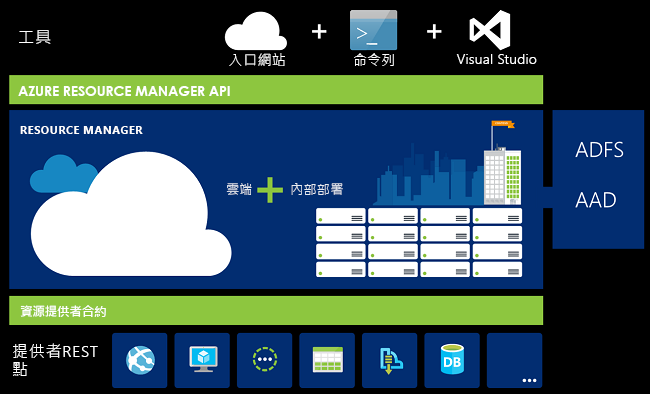 工具
入口網站
+
命令列
+
Visual Studio
AZURE RESOURCE MANAGER API
RESOURCE MANAGER
雲端
內部部署
ADFS
AAD
資源提供者合約
提供者REST
點
DB
...